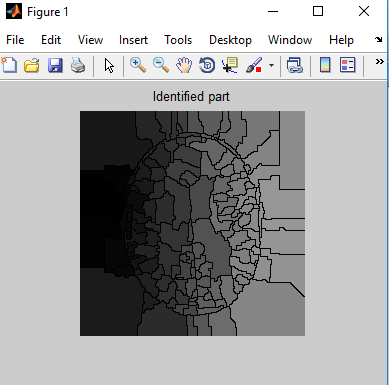 Figure 1
File Edit View Insert Tools Desktop Window Help
Identified part